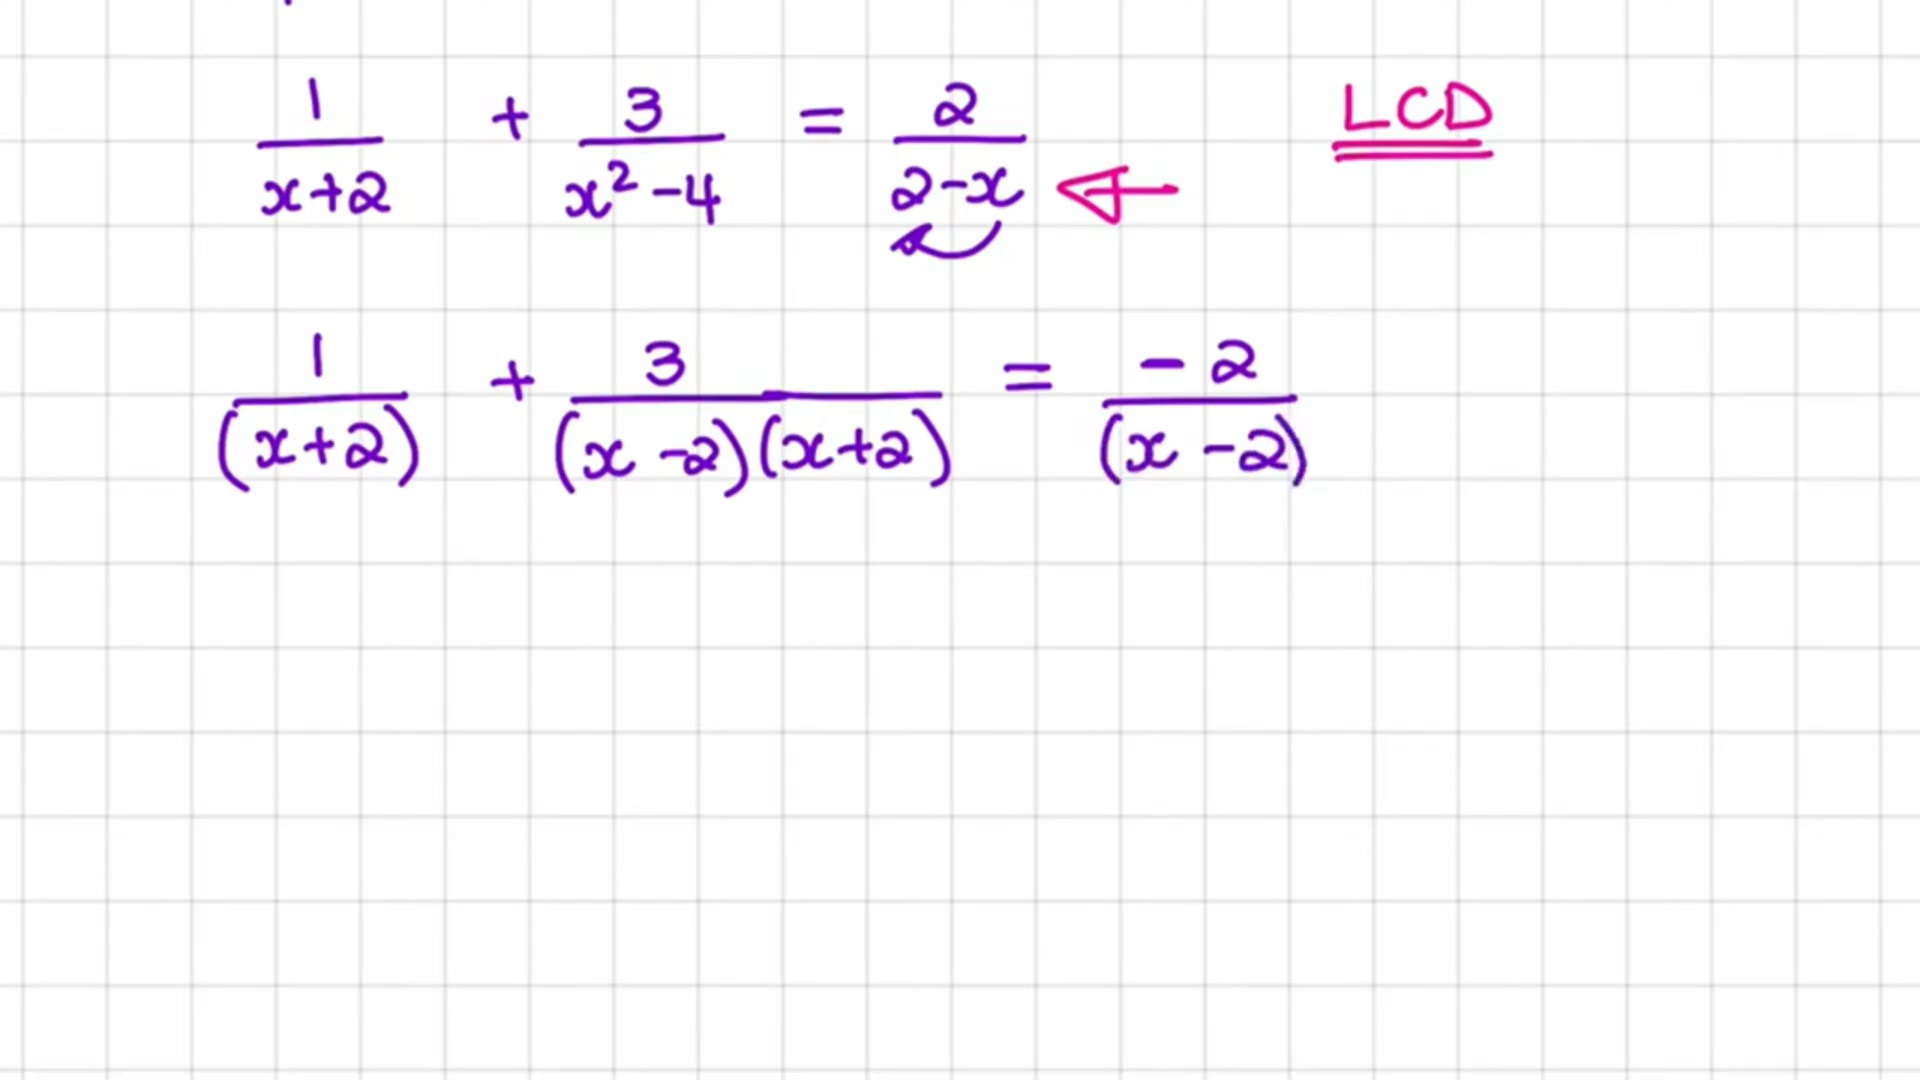 1/(x+2) + 3/(x²-4) = 2/(2-x) LCD
1/(x+2) + 3/((x-2)(x+2)) = -2/(x-2)